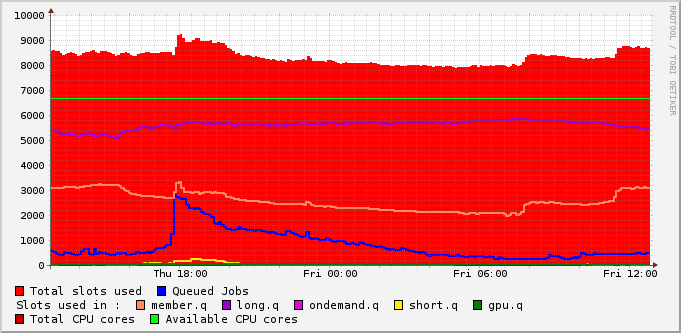 10000
9000
8000
7000
6000
5000
4000
3000
2000
1000
0
Thu 18:00 Fri 00:00 Fri 06:00 Fri 12:00
RRDTOOL / TOBI OETIKER
Total slots used Queued Jobs
Slots used in : member.q long.q ondemand.q short.q gpu.q
Total CPU cores Available CPU cores